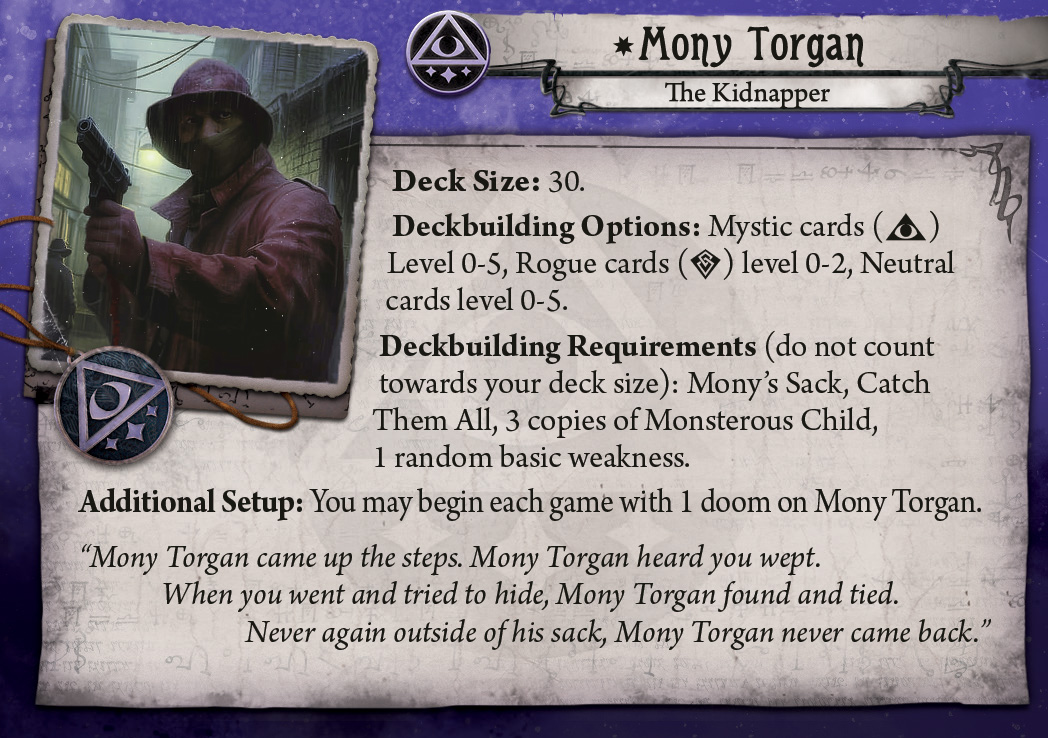 Mony Torgan
The Kidnapper
Deck Size: 30.
Deckbuilding Options: Mystic cards ( )
Level 0-5, Rogue cards ( ) level 0-2, Neutral
cards level 0-5.
Deckbuilding Requirements (do not count
towards your deck size): Mony’s Sack, Catch
Them All, 3 copies of Monsterous Child,
1 random basic weakness.
Additional Setup: You may begin each game with 1 doom on Mony Torgan.
“Mony Torgan came up the steps. Mony Torgan heard you wept.
When you went and tried to hide, Mony Torgan found and tied.
Never again outside of his sack, Mony Torgan never came back.”